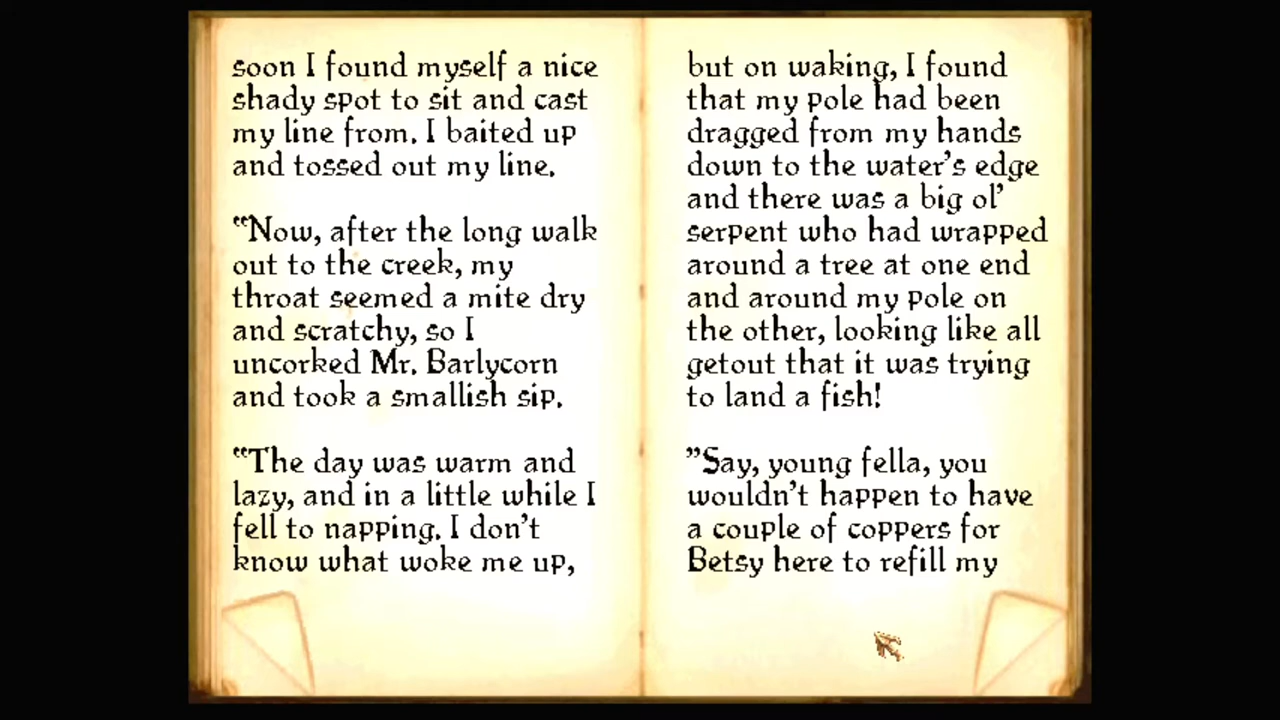 soon I found myself a nice
shady spot to sit and cast
my line from. I baited up
and tossed out my line.
“Now, after the long walk
out to the creek, my
throat seemed a mite dry
and scratchy, so I
uncorked Mr. Barlycorn
and took a smallish sip.
“The day was warm and
lazy, and in a little while I
fell to napping. I don’t
know what woke me up,
but on waking, I found
that my pole had been
dragged from my hands
down to the water’s edge
and there was a big ol’
serpent who had wrapped
around a tree at one end
and around my pole on
the other, looking like all
getout that it was trying
to land a fish!
”Say, young fella, you
wouldn’t happen to have
a couple of coppers for
Betsy here to refill my